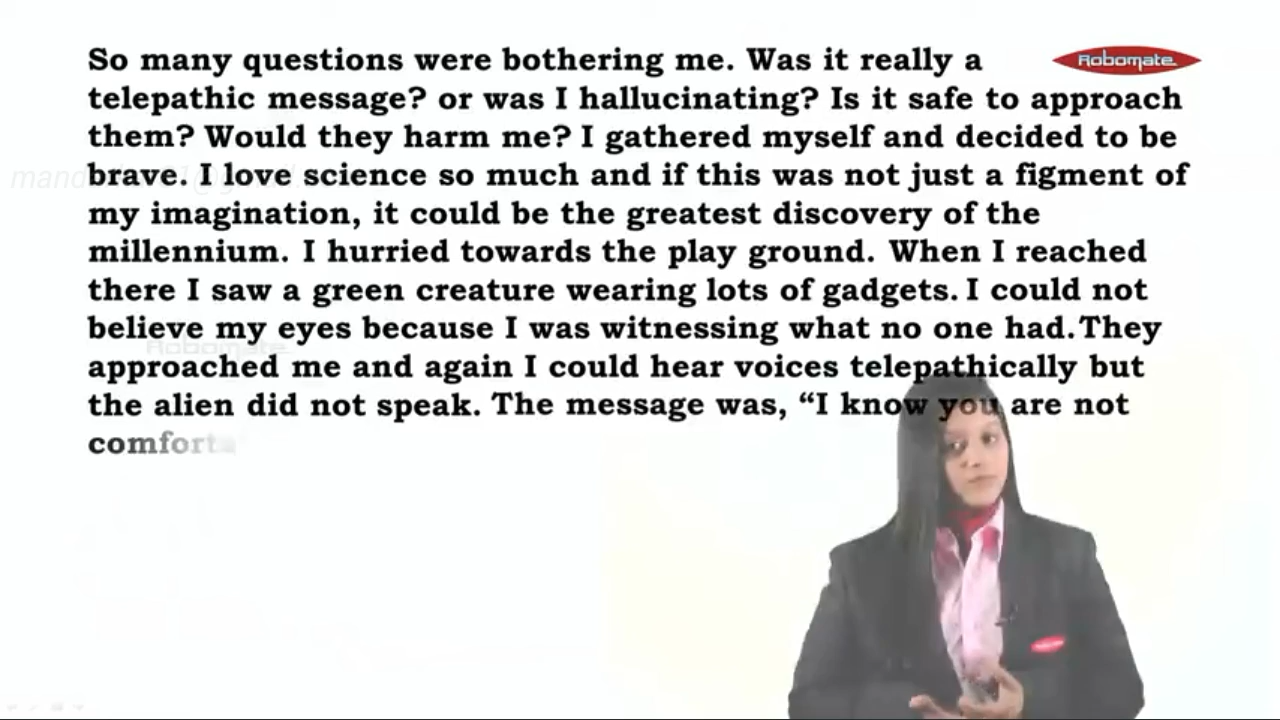 So many questions were bothering me. Was it really a
Robomate
telepathic message? or was I hallucinating? Is it safe to approach
them? Would they harm me? I gathered myself and decided to be
brave. I love science so much and if this was not just a figment of
my imagination, it could be the greatest discovery of the
millennium. I hurried towards the play ground. When I reached
there I saw a green creature wearing lots of gadgets. I could not
believe my eyes because I was witnessing what no one had. They
Robomate
approached me and again I could hear voices telepathically but
the alien did not speak. The message was, “I know you are not
comforta